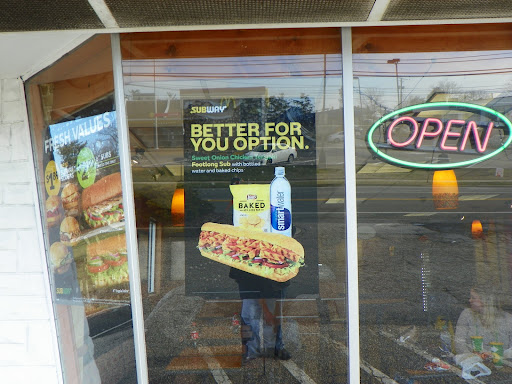 FRESH VALUES
SUBWAY
BETTER FOR
YOU OPTION.
Sweet Onion Chicken
Footlong Sub with bottled
water and baked chips
BAKED
smartwater
OPEN